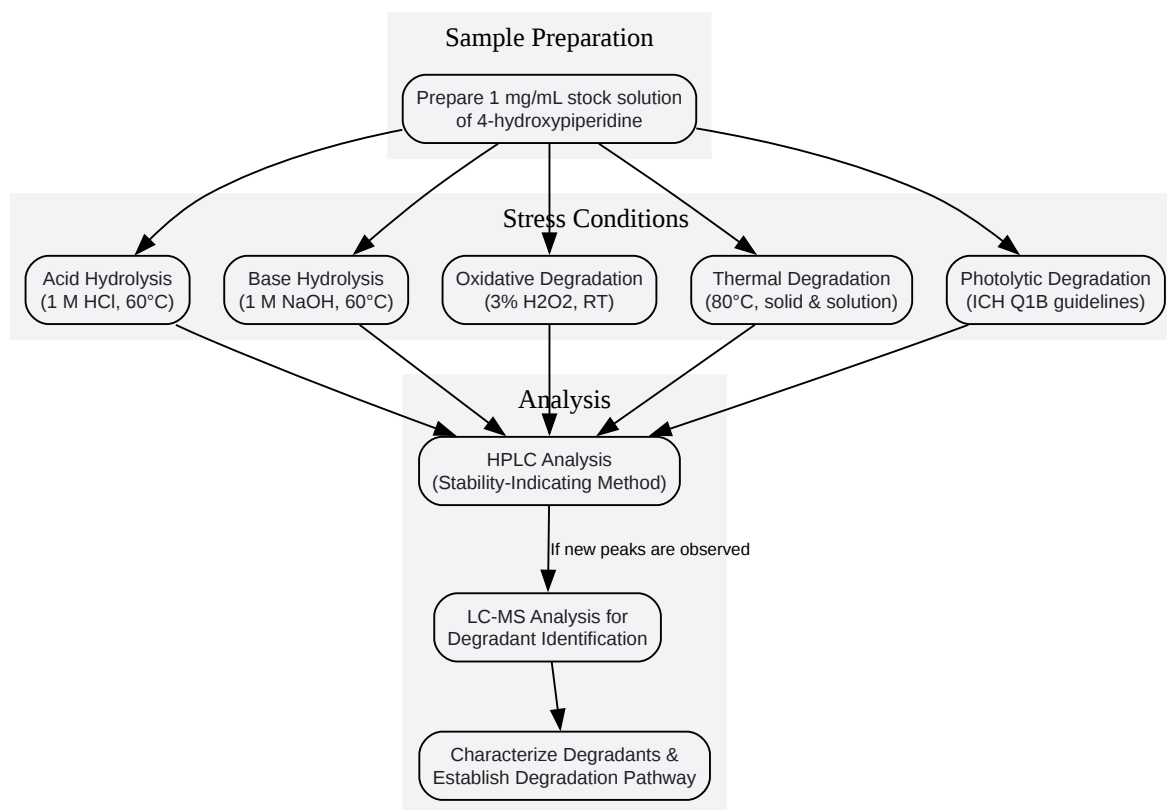 Sample Preparation
Prepare 1 mg/mL stock solution
of 4-hydroxypiperidine
Stress Conditions
Acid Hydrolysis
(1 M HCl, 60°C)
Base Hydrolysis
(1 M NaOH, 60°C)
Oxidative Degradation
(3% H2O2, RT)
Thermal Degradation
(80°C, solid & solution)
Photolytic Degradation
(ICH Q1B guidelines)
Analysis
HPLC Analysis
(Stability-Indicating Method)
If new peaks are observed
LC-MS Analysis for
Degradant Identification
Characterize Degradants &
Establish Degradation Pathway